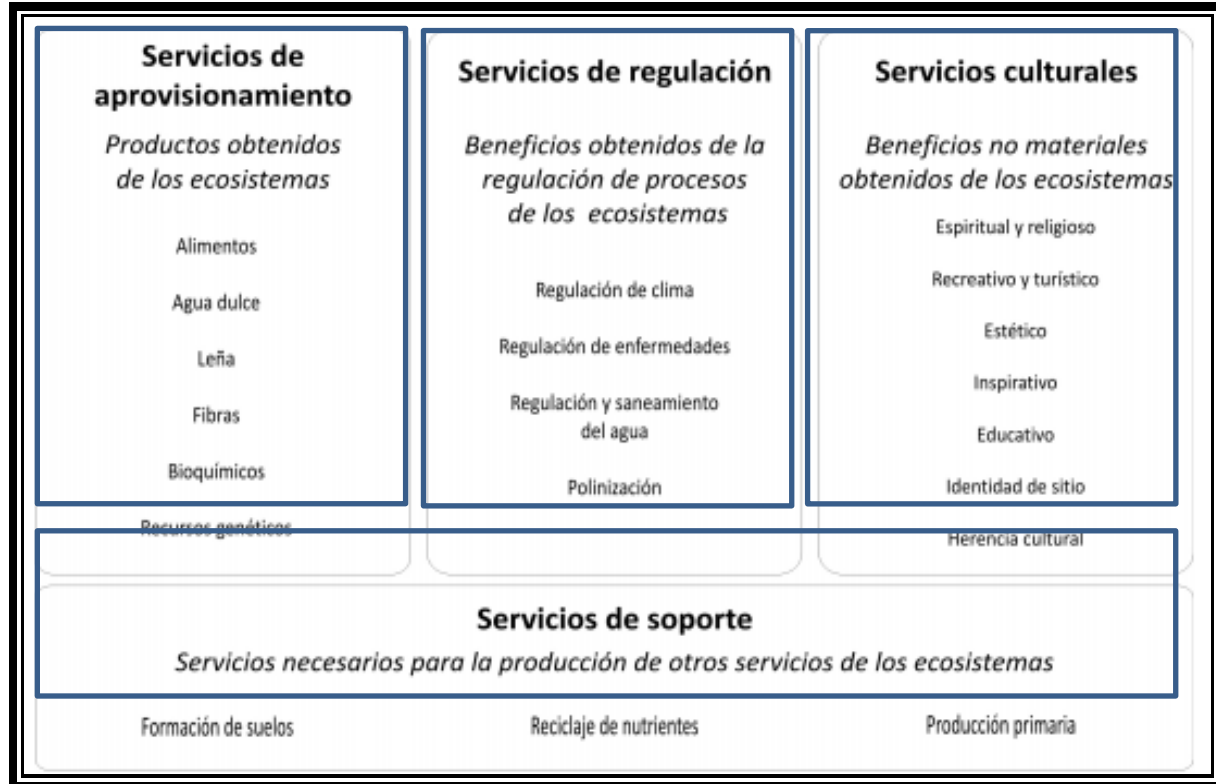 Servicios de
aprovisionamiento
Productos obtenidos
de los ecosistemas
Alimentos
Agua dulce
Leña
Fibras
Bioquímicos
Recursos genéticos
Servicios de regulación
Beneficios obtenidos de la
regulación de procesos
de los ecosistemas
Regulación de clima
Regulación de enfermedades
Regulación y saneamiento
del agua
Polinización
Servicios culturales
Beneficios no materiales
obtenidos de los ecosistemas
Espiritual y religioso
Recreativo y turístico
Estético
Inspirativo
Educativo
Identidad de sitio
Herencia cultural
Servicios de soporte
Servicios necesarios para la producción de otros servicios de los ecosistemas
Formación de suelos
Reciclaje de nutrientes
Producción primaria